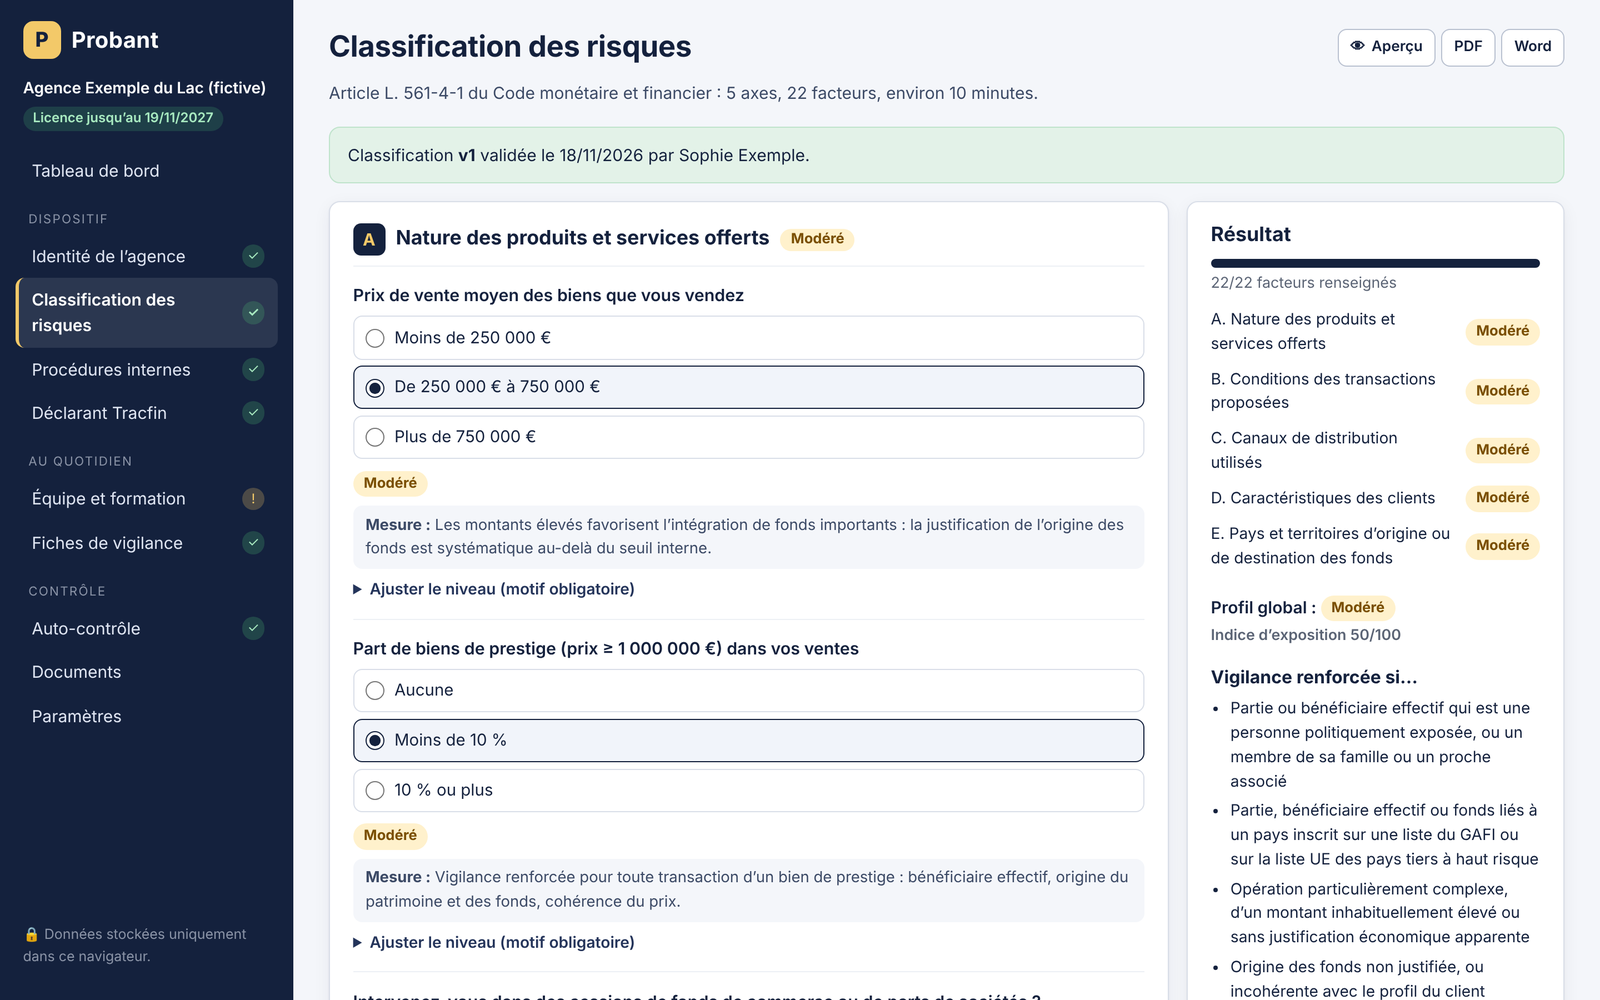 P Probant
Agence Exemple du Lac (fictive)
Licence jusqu’au 19/11/2027
Tableau de bord
DISPOSITIF
Identité de l’agence
Classification des
risques
Procédures internes
Déclarant Tracfin
AU QUOTIDIEN
Équipe et formation !
Fiches de vigilance
CONTRÔLE
Auto-contrôle
Documents
Paramètres
Données stockées uniquement
dans ce navigateur.
Classification des risques
Aperçu PDF Word
Article L. 561-4-1 du Code monétaire et financier : 5 axes, 22 facteurs, environ 10 minutes.
Classification v1 validée le 18/11/2026 par Sophie Exemple.
A Nature des produits et services offerts Modéré
Prix de vente moyen des biens que vous vendez
Moins de 250 000 €
De 250 000 € à 750 000 €
Plus de 750 000 €
Modéré
Mesure : Les montants élevés favorisent l’intégration de fonds importants : la justification de l’origine des
fonds est systématique au-delà du seuil interne.
Ajuster le niveau (motif obligatoire)
Part de biens de prestige (prix ≥ 1 000 000 €) dans vos ventes
Aucune
Moins de 10 %
10 % ou plus
Modéré
Mesure : Vigilance renforcée pour toute transaction d’un bien de prestige : bénéficiaire effectif, origine du
patrimoine et des fonds, cohérence du prix.
Ajuster le niveau (motif obligatoire)
Intervenez-vous dans des cessions de fonds de commerce ou de parts de sociétés ?
Résultat
22/22 facteurs renseignés
A. Nature des produits et
services offerts Modéré
B. Conditions des transactions
proposées Modéré
C. Canaux de distribution
utilisés Modéré
D. Caractéristiques des clients Modéré
E. Pays et territoires d’origine ou
de destination des fonds Modéré
Profil global : Modéré
Indice d’exposition 50/100
Vigilance renforcée si…
• Partie ou bénéficiaire effectif qui est une
personne politiquement exposée, ou un
membre de sa famille ou un proche
associé
• Partie, bénéficiaire effectif ou fonds liés à
un pays inscrit sur une liste du GAFI ou
sur la liste UE des pays tiers à haut risque
• Opération particulièrement complexe,
d’un montant inhabituellement élevé ou
sans justification économique apparente
• Origine des fonds non justifiée, ou
incohérente avec le profil du client